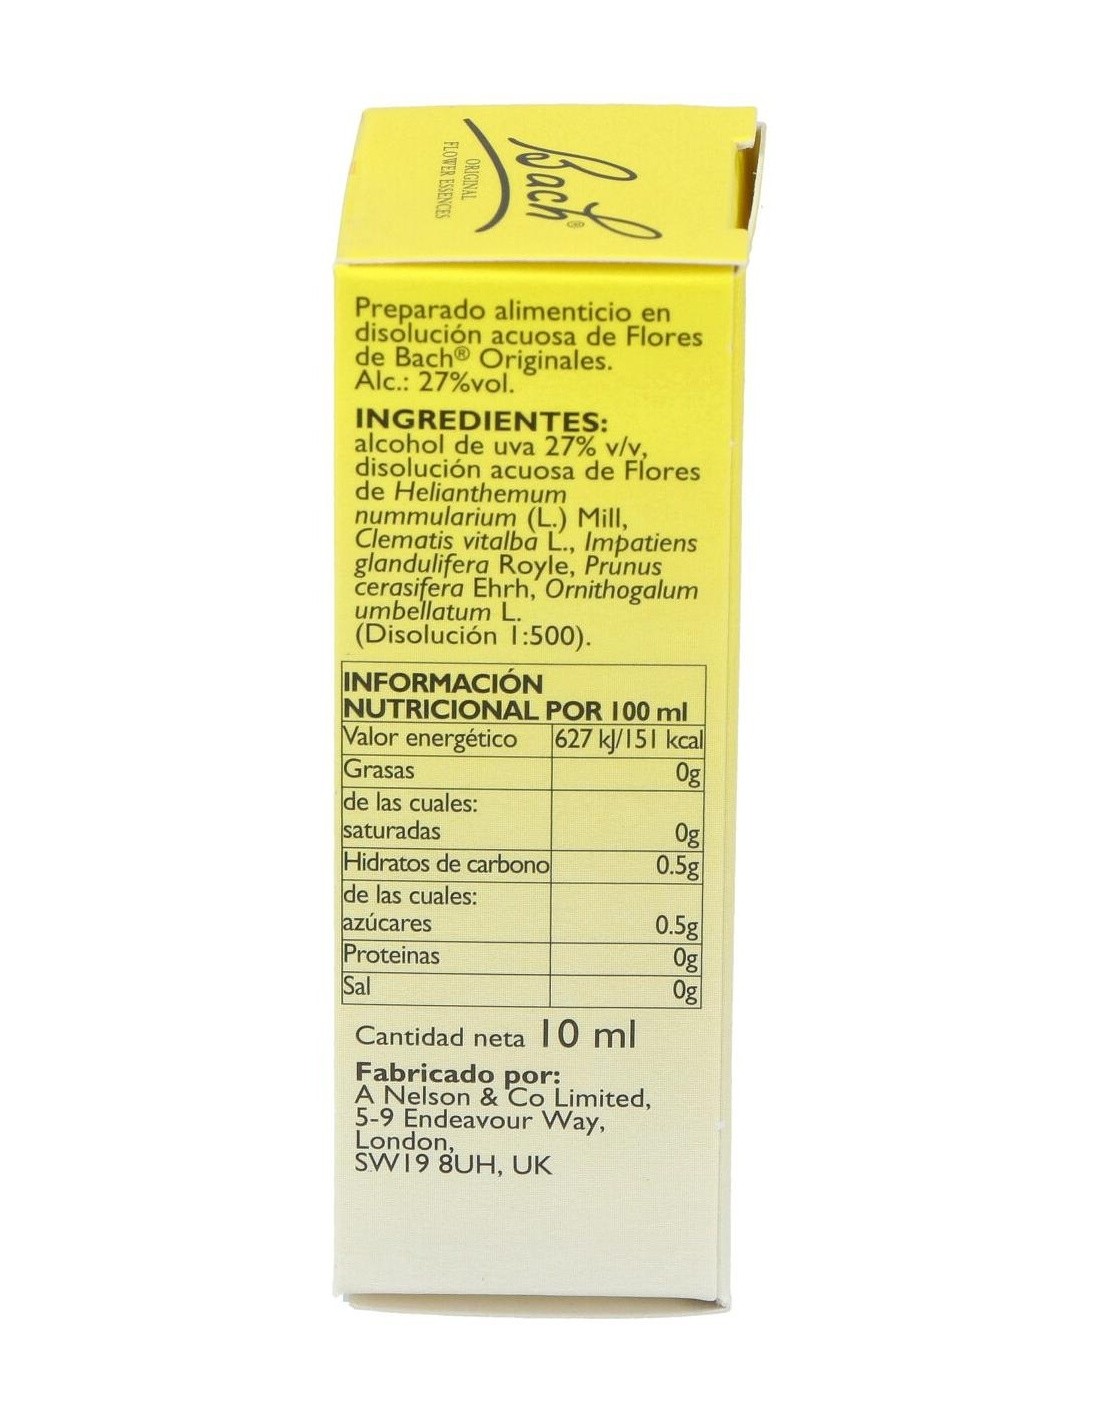 Bach®
ORIGINAL
FLOWER ESSENCES
Preparado alimenticio en
disolución acuosa de Flores
de Bach® Originales.
Alc.: 27%vol.
INGREDIENTES:
alcohol de uva 27% v/v,
disolución acuosa de Flores
de Helianthemum
nummularium (L.) Mill,
Clematis vitalba L., Impatiens
glandulifera Royle, Prunus
cerasifera Ehrh, Ornithogalum
umbellatum L.
(Disolución 1:500).
INFORMACIÓN
NUTRICIONAL POR 100 ml
Valor energético 627 kJ/151 kcal
Grasas 0g
de las cuales:
saturadas 0g
Hidratos de carbono 0.5g
de las cuales:
azúcares 0.5g
Proteinas 0g
Sal 0g
Cantidad neta 10 ml
Fabricado por:
A Nelson & Co Limited,
5-9 Endeavour Way,
London,
SW19 8UH, UK